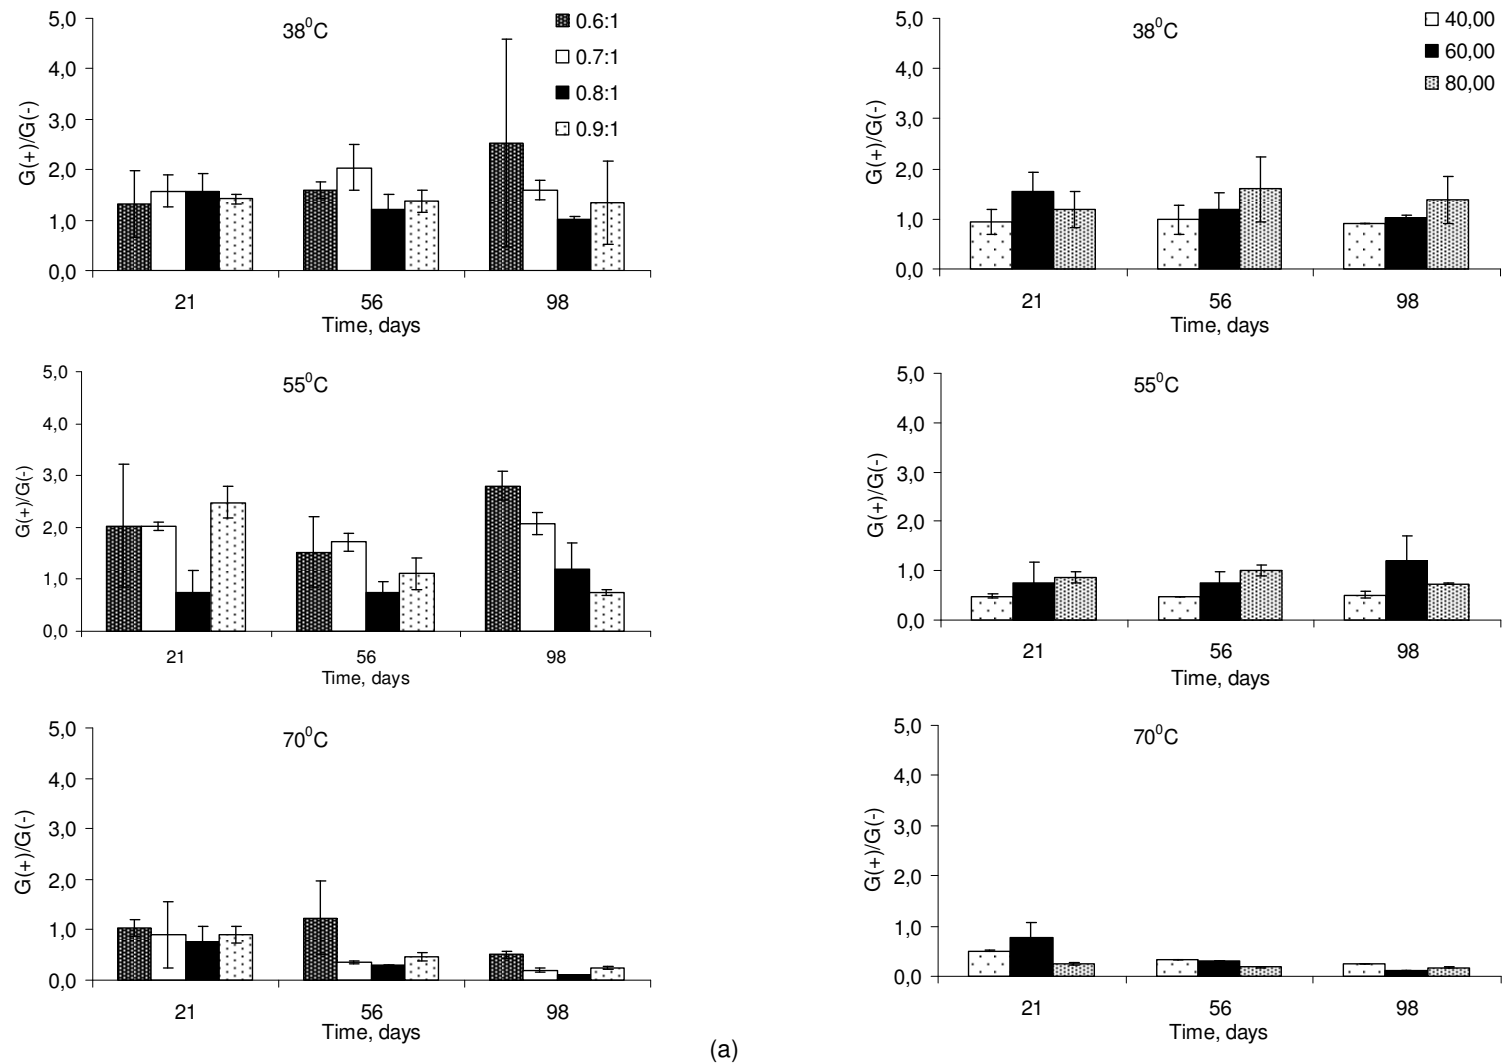 5,0
4,0
3,0
2,0
1,0
0,0
G(+)/G(-)
38⁰C
0.6:1
0.7:1
0.8:1
0.9:1
21 56 98
Time, days
5,0
4,0
3,0
2,0
1,0
0,0
G(+)/G(-)
38⁰C
40,00
60,00
80,00
21 56 98
Time, days
5,0
4,0
3,0
2,0
1,0
0,0
G(+)/G(-)
55⁰C
21 56 98
Time, days
5,0
4,0
3,0
2,0
1,0
0,0
G(+)/G(-)
55⁰C
21 56 98
Time, days
5,0
4,0
3,0
2,0
1,0
0,0
G(+)/G(-)
70⁰C
21 56 98
Time, days
5,0
4,0
3,0
2,0
1,0
0,0
G(+)/G(-)
70⁰C
21 56 98
Time, days
(a)